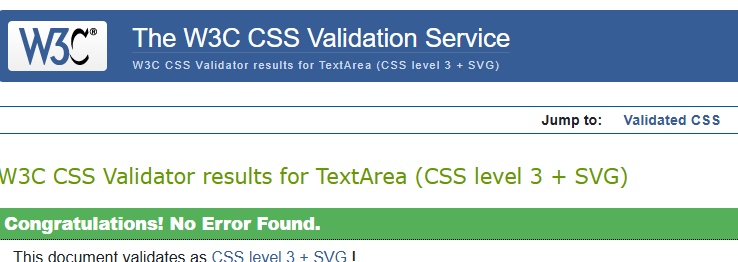 W3C®
The W3C CSS Validation Service
W3C CSS Validator results for TextArea (CSS level 3 + SVG)
Jump to: Validated CSS
W3C CSS Validator results for TextArea (CSS level 3 + SVG)
Congratulations! No Error Found.
This document validates as CSS level 3 + SVG !